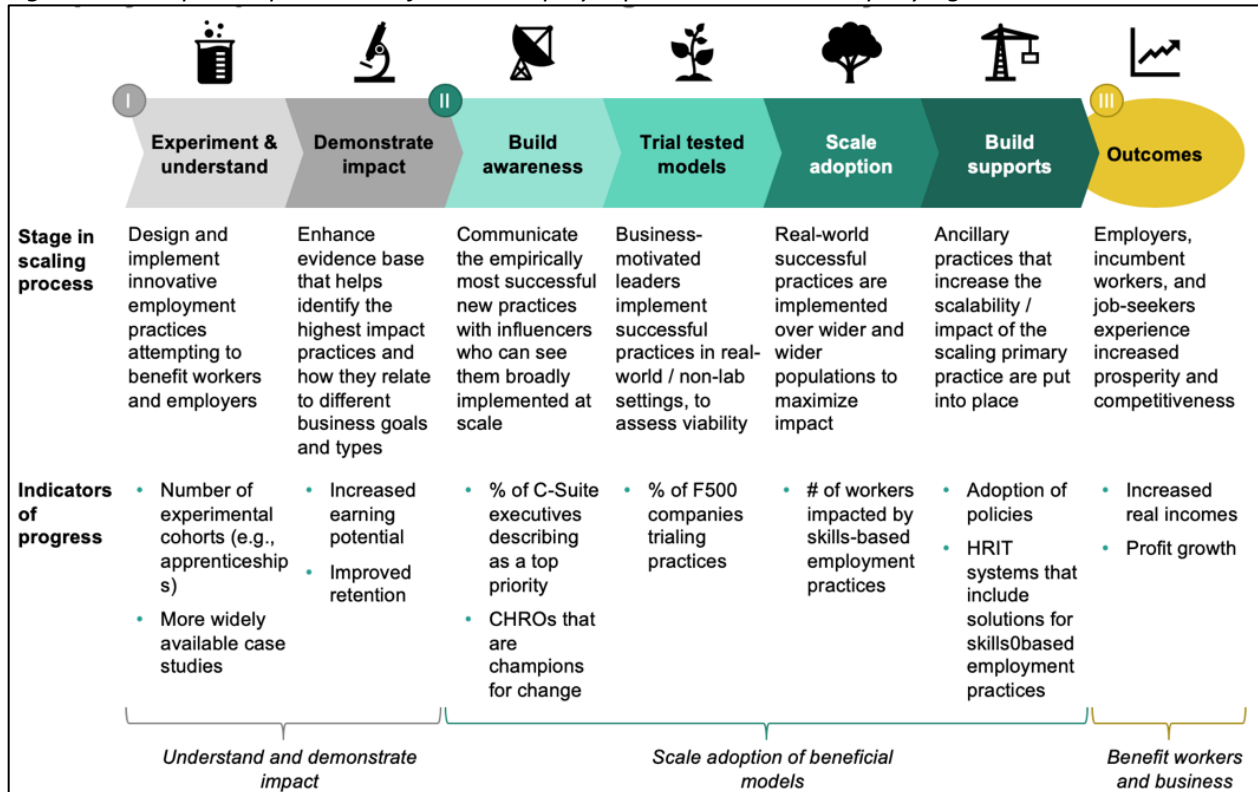 I
II
III
Experiment &
understand
Demonstrate
impact
Build
awareness
Trial tested
models
Scale
adoption
Build
supports
Outcomes
Stage in
scaling
process
Design and
implement
innovative
employment
practices
attempting to
benefit workers
and employers
Enhance
evidence base
that helps
identify the
highest impact
practices and
how they relate
to different
business goals
and types
Communicate
the empirically
most successful
new practices
with influencers
who can see
them broadly
implemented at
scale
Business-
motivated
leaders
implement
successful
practices in real-
world / non-lab
settings, to
assess viability
Real-world
successful
practices are
implemented
over wider and
wider
populations to
maximize
impact
Ancillary
practices that
increase the
scalability /
impact of the
scaling primary
practice are put
into place
Employers,
incumbent
workers, and
job-seekers
experience
increased
prosperity and
competitiveness
Indicators
of
progress
• Number of
experimental
cohorts (e.g.,
apprenticeship
s)
• More widely
available case
studies
• Increased
earning
potential
• Improved
retention
• % of C-Suite
executives
describing
as a top
priority
• CHROs that
are
champions
for change
• % of F500
companies
trialing
practices
• # of workers
impacted by
skills-based
employment
practices
• Adoption of
policies
• HRIT
systems that
include
solutions for
skills0based
employment
practices
• Increased
real incomes
• Profit growth
Understand and demonstrate
impact
Scale adoption of beneficial
models
Benefit workers
and business